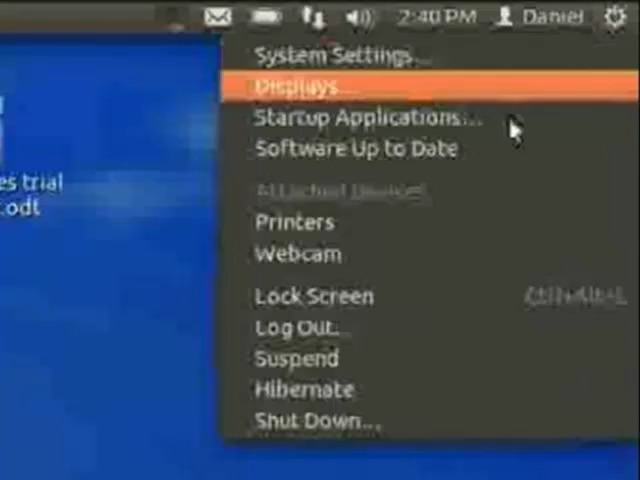 2:40 PM Daniel
System Settings...
Displays...
Startup Applications...
Software Up to Date
es trial
.odt
Attached Devices
Printers
Webcam
Lock Screen Ctrl+Alt+L
Log Out...
Suspend
Hibernate
Shut Down...